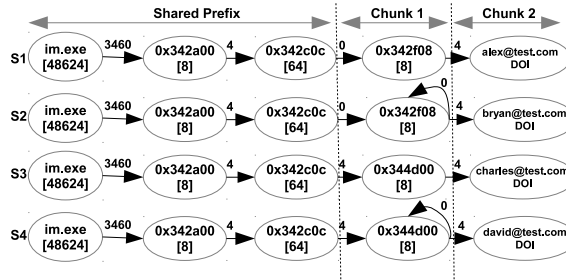 Shared Prefix Chunk 1 Chunk 2
S1 im.exe [48624] 3460 0x342a00 [8] 4 0x342c0c [64] 0 0x342f08 [8] 4 alex@test.com DOI
S2 im.exe [48624] 3460 0x342a00 [8] 4 0x342c0c [64] 0 0x342f08 [8] 0 4 bryan@test.com DOI
S3 im.exe [48624] 3460 0x342a00 [8] 4 0x342c0c [64] 4 0x344d00 [8] 4 charles@test.com DOI
S4 im.exe [48624] 3460 0x342a00 [8] 4 0x342c0c [64] 4 0x344d00 [8] 0 4 david@test.com DOI